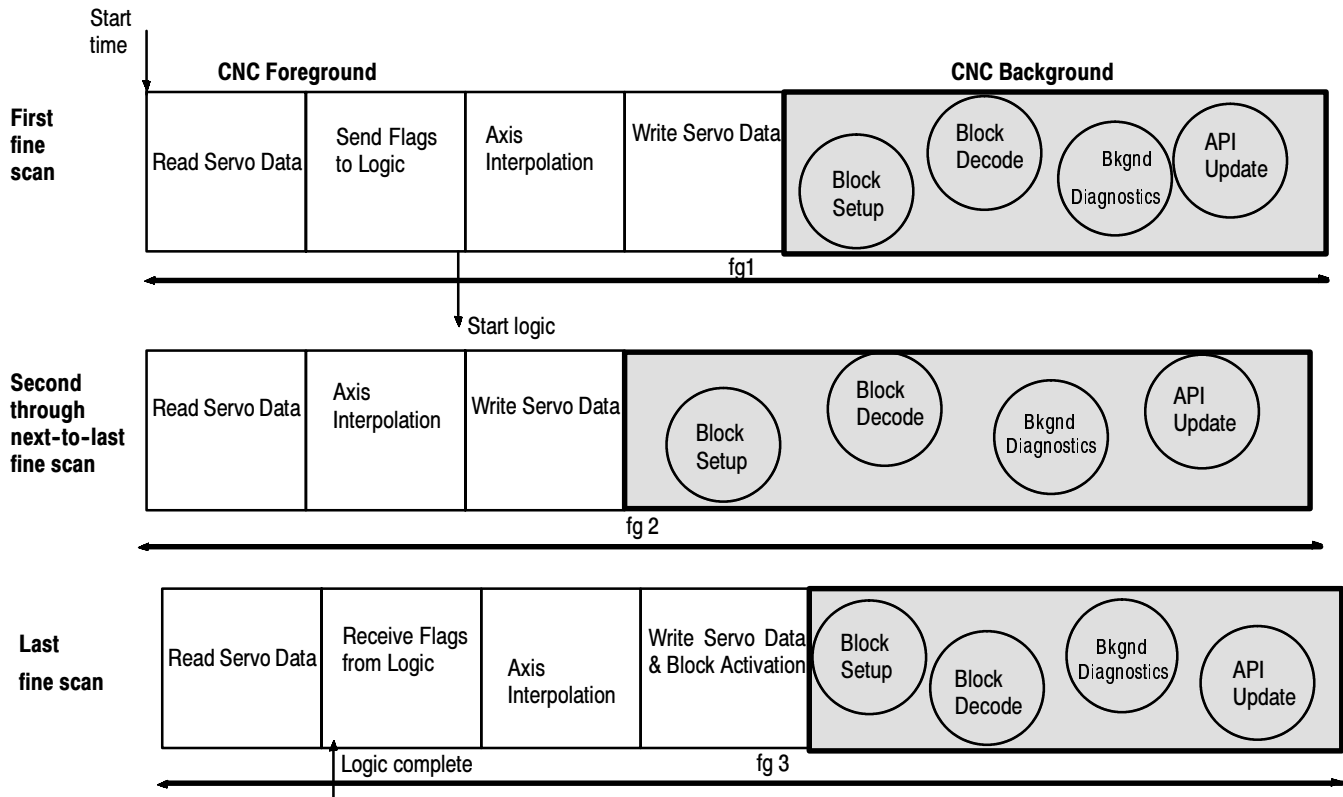 Start
time
CNC Foreground
CNC Background
First
fine
scan
Read Servo Data
Send Flags
to Logic
Axis
Interpolation
Write Servo Data
Block
Setup
Block
Decode
Bkgnd
Diagnostics
API
Update
fg1
Start logic
Second
through
next-to-last
fine scan
Read Servo Data
Axis
Interpolation
Write Servo Data
Block
Setup
Block
Decode
Bkgnd
Diagnostics
API
Update
fg 2
Last
fine scan
Read Servo Data
Receive Flags
from Logic
Axis
Interpolation
Write Servo Data
& Block Activation
Block
Setup
Block
Decode
Bkgnd
Diagnostics
API
Update
Logic complete
fg 3